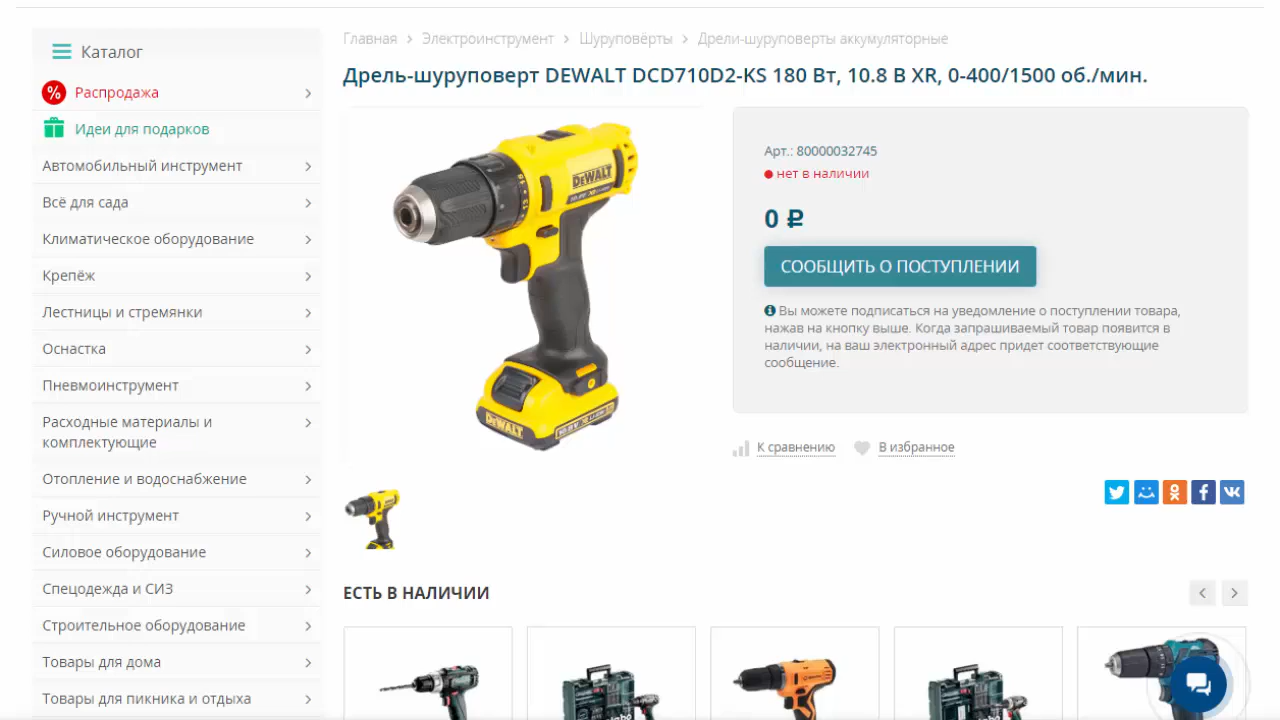 Каталог
Распродажа
Идеи для подарков
Автомобильный инструмент
Всё для сада
Климатическое оборудование
Крепёж
Лестницы и стремянки
Оснастка
Пневмоинструмент
Расходные материалы и
комплектующие
Отопление и водоснабжение
Ручной инструмент
Силовое оборудование
Спецодежда и СИЗ
Строительное оборудование
Товары для дома
Товары для пикника и отдыха
Главная > Электроинструмент > Шуруповёрты > Дрели-шуруповерты аккумуляторные
Дрель-шуруповерт DEWALT DCD710D2-KS 180 Вт, 10.8 В XR, 0-400/1500 об./мин.
DEWALT
DEWALT
Арт.: 80000032745
нет в наличии
0 ₽
СООБЩИТЬ О ПОСТУПЛЕНИИ
Вы можете подписаться на уведомление о поступлении товара,
нажав на кнопку выше. Когда запрашиваемый товар появится в
наличии, на ваш электронный адрес придет соответствующие
сообщение.
К сравнению
В избранное
ЕСТЬ В НАЛИЧИИ